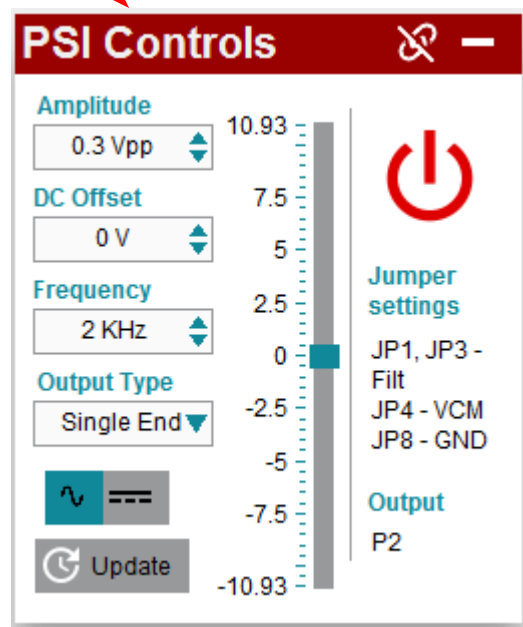 PSI Controls
Amplitude
0.3 Vpp
DC Offset
0 V
Frequency
2 KHz
Output Type
Single End
Update
10.93
7.5
5
2.5
0
-2.5
-5
-7.5
-10.93
Jumper
settings
JP1, JP3 -
Filt
JP4 - VCM
JP8 - GND
Output
P2